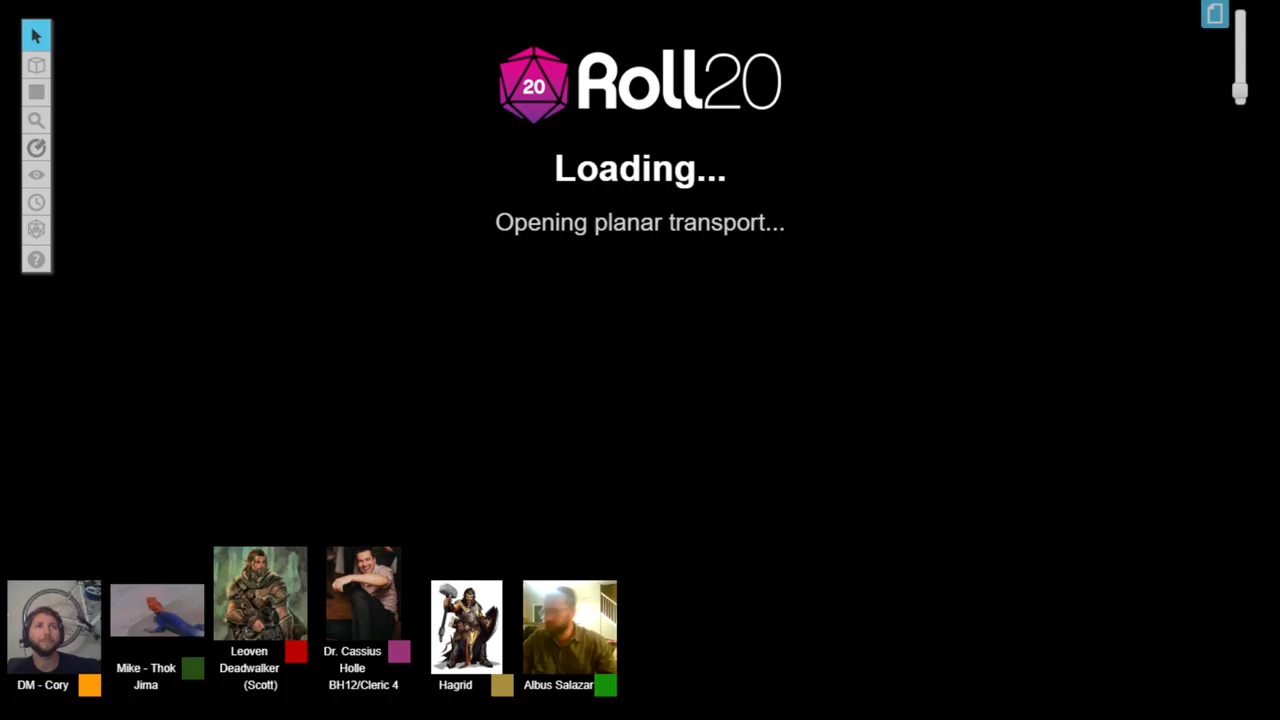 20
Roll20
Loading...
Opening planar transport...
DM - Cory
Mike - Thok
Jima
Leoven
Deadwalker
(Scott)
Dr. Cassius
Holle
BH12/Cleric 4
Hagrid
Albus Salazar